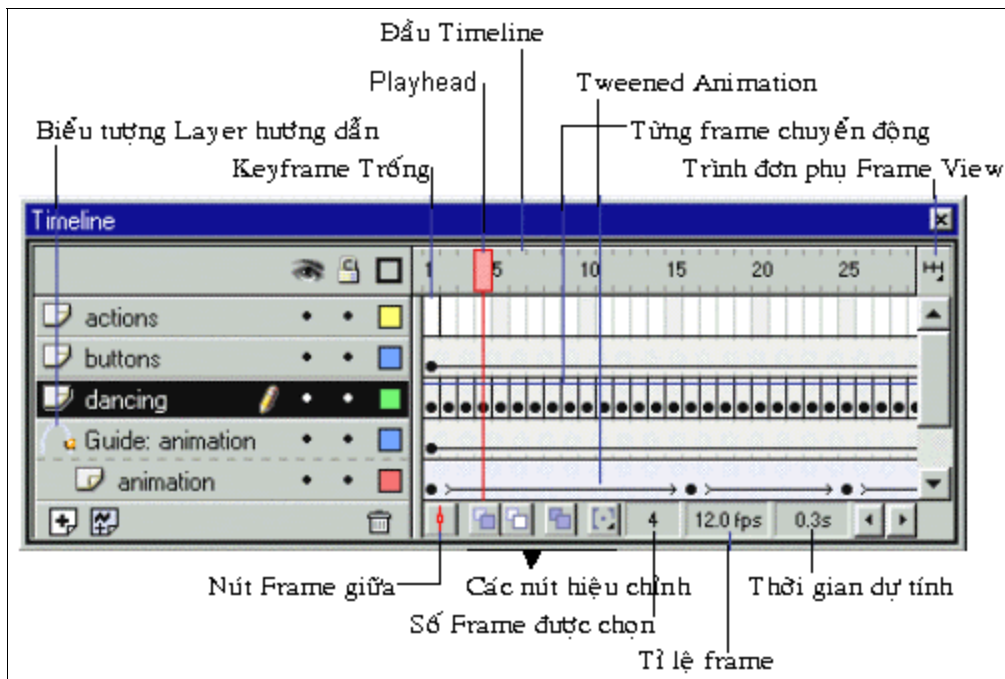 Đầu Timeline
Playhead
Tweened Animation
Biểu tượng Layer hướng dẫn
Từng frame chuyển động
Keyframe Trống
Trình đơn phụ Frame View
Timeline
1 5 10 15 20 25
actions
buttons
dancing
Guide: animation
animation
4 12.0 fps 0.3s
Nút Frame giữa
Các nút hiệu chỉnh
Thời gian dự tính
Số Frame được chọn
Tỉ lệ frame